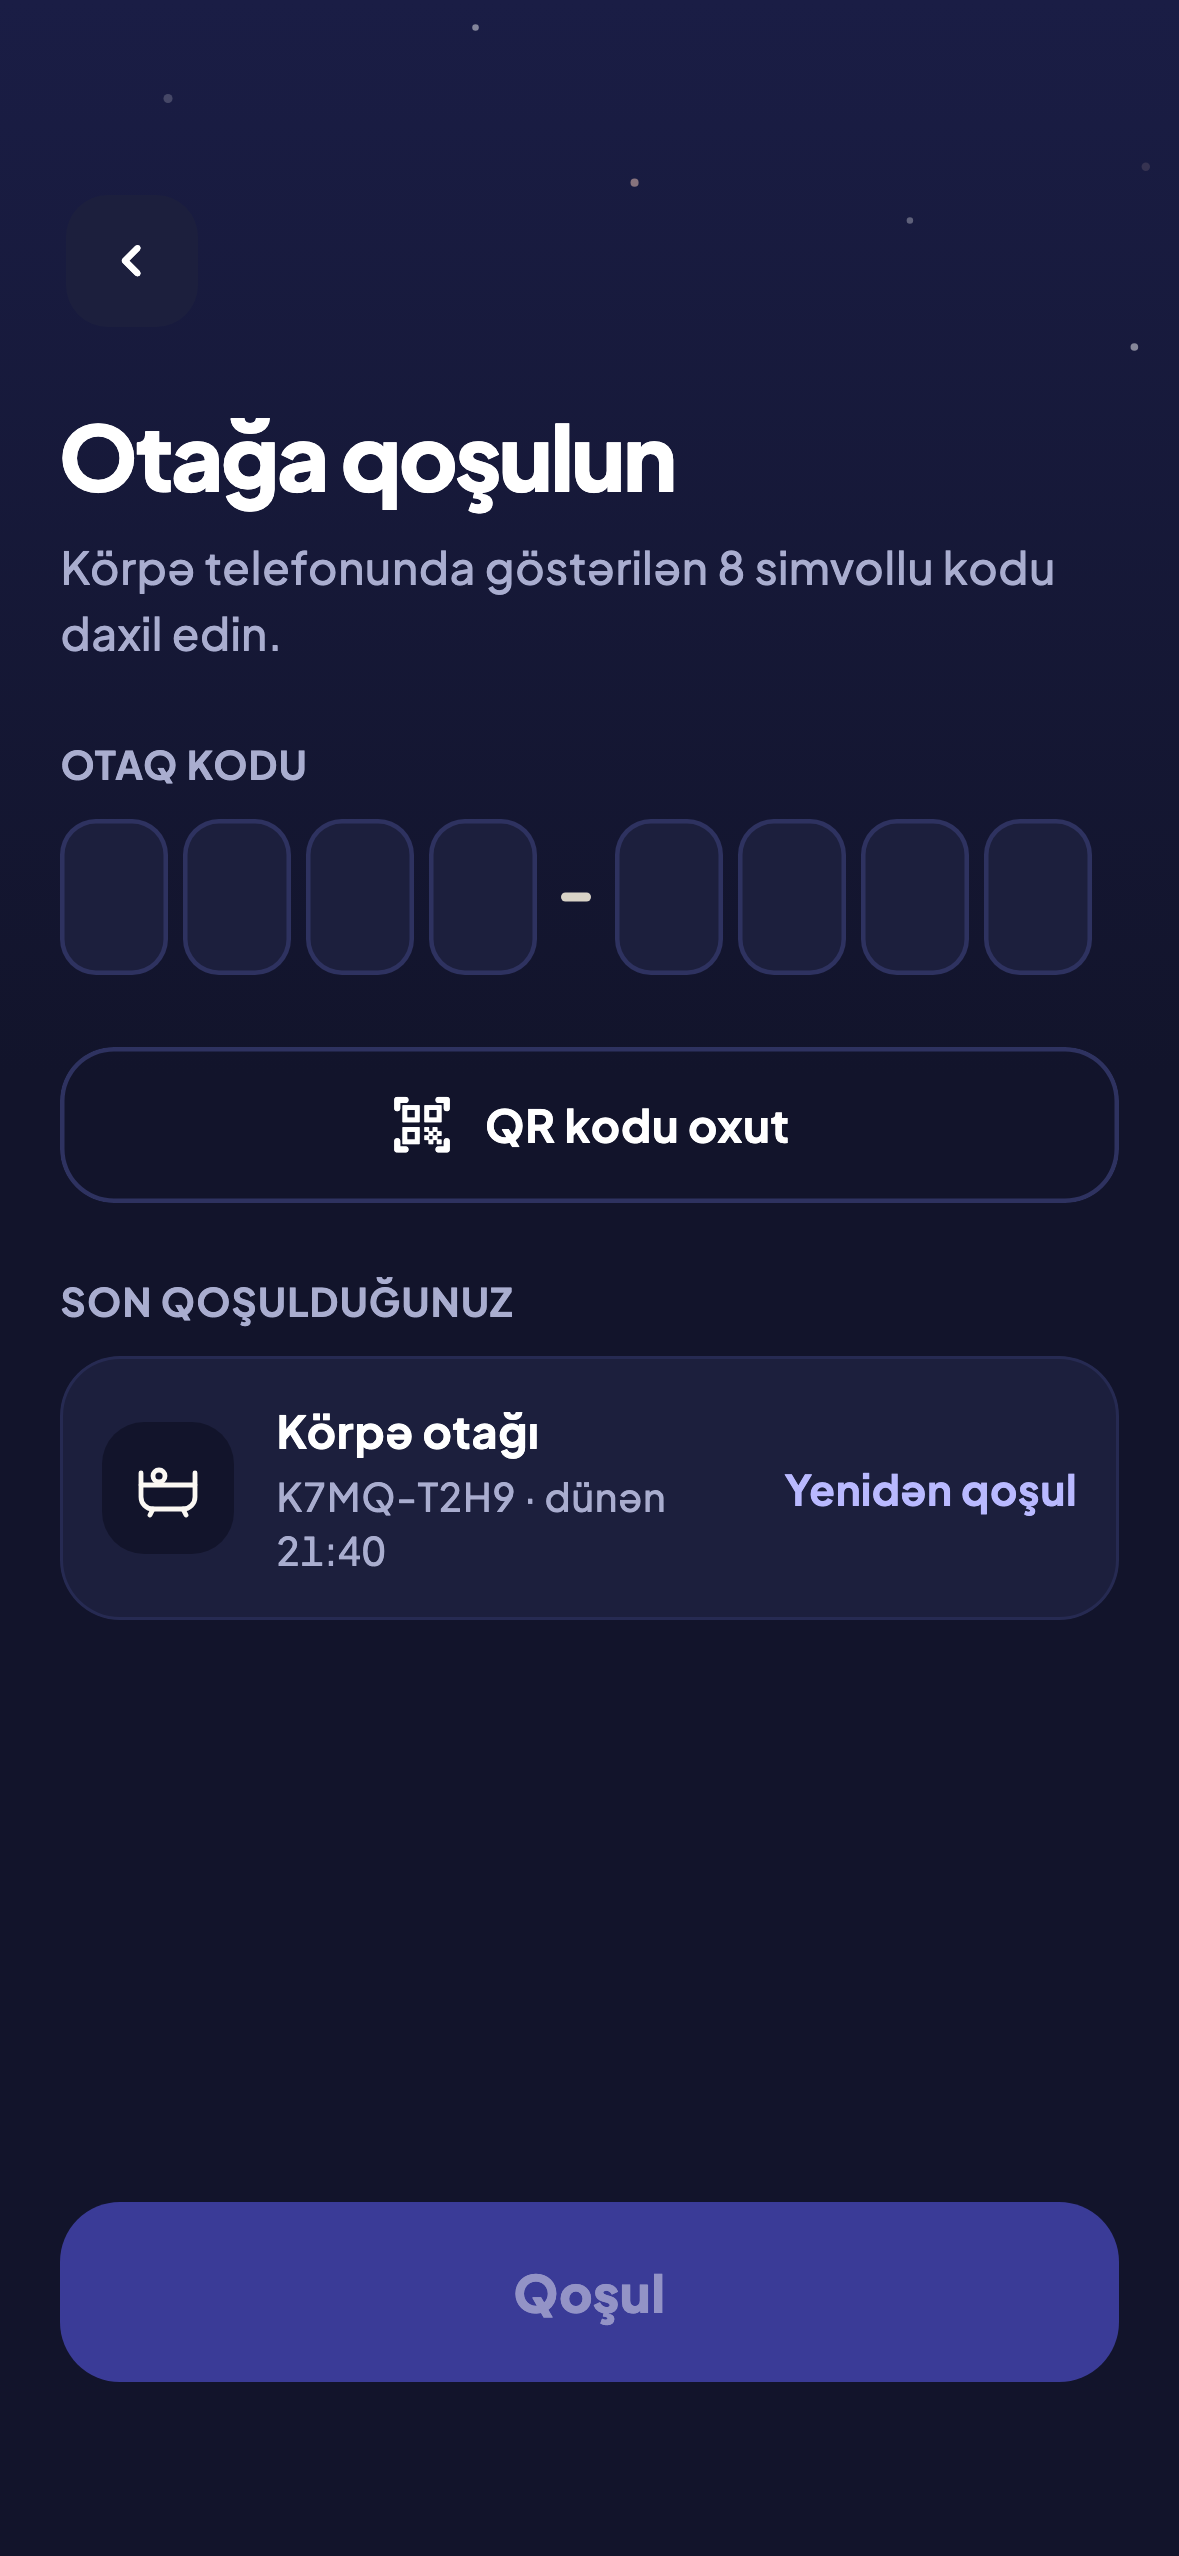 Otağa qoşulun
Körpə telefonunda göstərilən 8 simvollu kodu
daxil edin.
OTAQ KODU
–
QR kodu oxut
SON QOŞULDUĞUNUZ
Körpə otağı
K7MQ-T2H9 · dünən
21:40
Yenidən qoşul
Qoşul